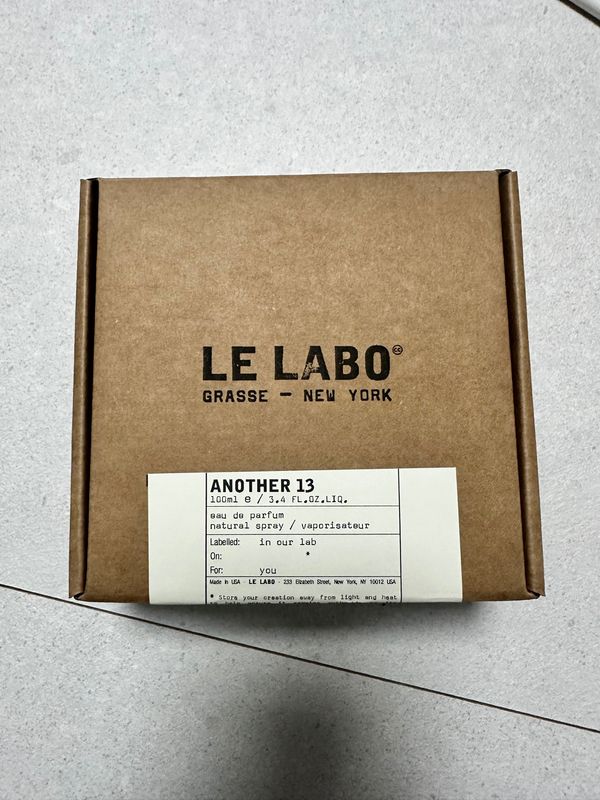 LE LABO
GRASSE — NEW YORK
ANOTHER 13
100ml e / 3.4 FL.OZ.LIQ.
eau de parfum
natural spray / vaporisateur
Labelled: in our lab
On: *
For: you
Made in USA - LE LABO - 233 Elizabeth Street, New York, NY 10012 USA
* Store your creation away from light and heat